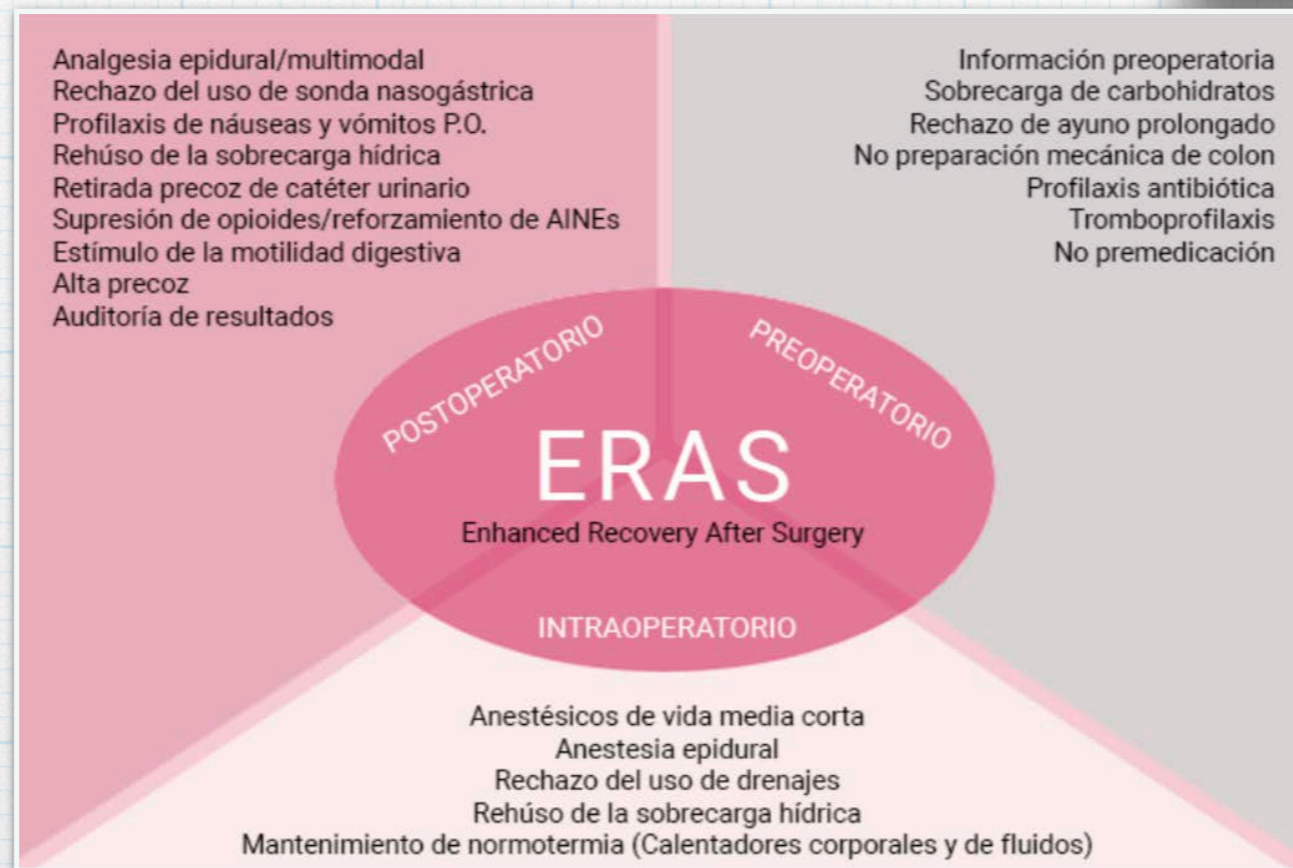 Analgesia epidural/multimodal
Rechazo del uso de sonda nasogástrica
Profilaxis de náuseas y vómitos P.O.
Rehúso de la sobrecarga hídrica
Retirada precoz de catéter urinario
Supresión de opioides/reforzamiento de AINEs
Estímulo de la motilidad digestiva
Alta precoz
Auditoría de resultados
Información preoperatoria
Sobrecarga de carbohidratos
Rechazo de ayuno prolongado
No preparación mecánica de colon
Profilaxis antibiótica
Tromboprofilaxis
No premedicación
POSTOPERATORIO
PREOPERATORIO
ERAS
Enhanced Recovery After Surgery
INTRAOPERATORIO
Anestésicos de vida media corta
Anestesia epidural
Rechazo del uso de drenajes
Rehúso de la sobrecarga hídrica
Mantenimiento de normotermia (Calentadores corporales y de fluidos)